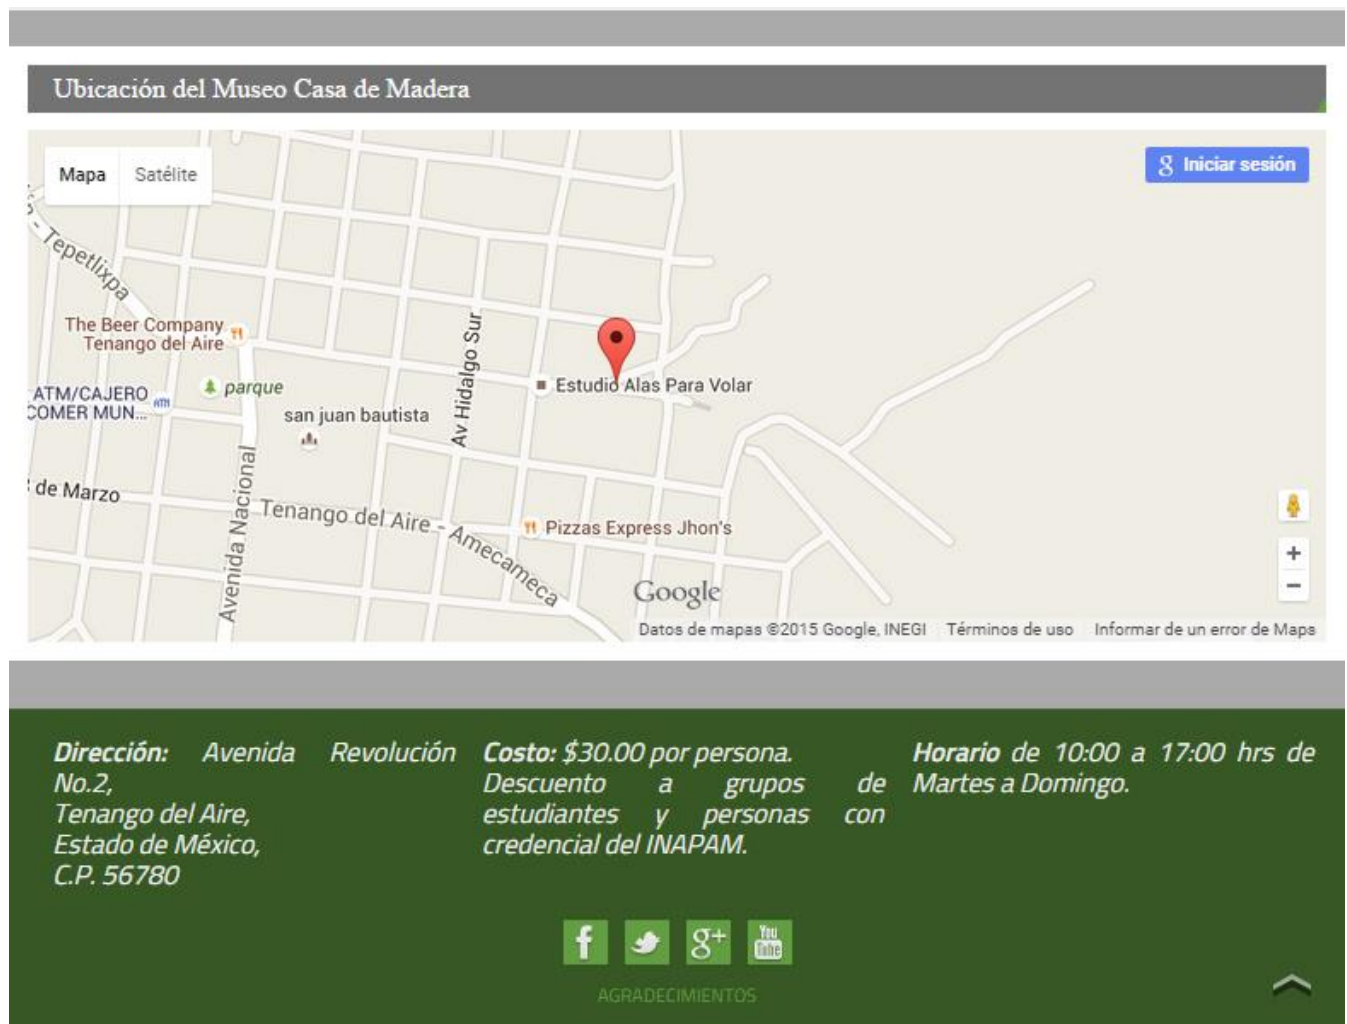 Ubicación del Museo Casa de Madera
Mapa Satélite
Iniciar sesión
- Tepetlixpa
The Beer Company
Tenango del Aire
ATM/CAJERO
COMER MUN...
parque
san juan bautista
Av Hidalgo Sur
Estudio Alas Para Volar
de Marzo
Avenida Nacional
Tenango del Aire - Amecameca
Pizzas Express Jhon's
Google
+
−
Datos de mapas ©2015 Google, INEGI Términos de uso Informar de un error de Maps
Dirección: Avenida Revolución
No.2,
Tenango del Aire,
Estado de México,
C.P. 56780
Costo: $30.00 por persona.
Descuento a grupos de
estudiantes y personas con
credencial del INAPAM.
Horario de 10:00 a 17:00 hrs de
Martes a Domingo.
f g+ You Tube
AGRADECIMIENTOS